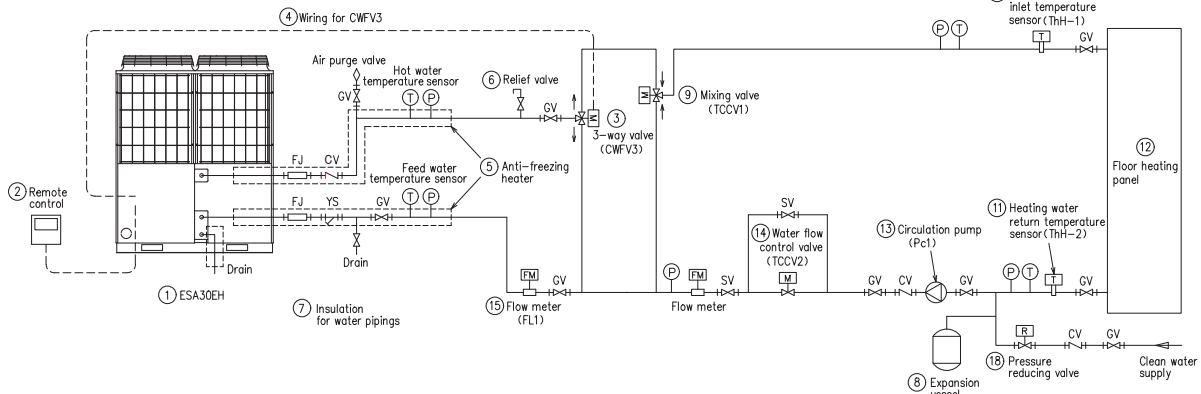 inlet temperature
sensor(ThH-1)
④ Wiring for CWFV3
P T
T
GV
Air purge valve
Hot water
temperature sensor
⑥ Relief valve
GV
T P
GV
M
⑨ Mixing valve
(TCCV1)
M
③
3-way valve
(CWFV3)
⑫
Floor heating
panel
FJ
CV
⑤ Anti-freezing
heater
Feed water
temperature sensor
② Remote
control
FJ
YS
GV
T P
SV
⑪ Heating water
return temperature
sensor(ThH-2)
⑬ Circulation pump
(Pc1)
⑭ Water flow
control valve
(TCCV2)
M
Drain
Drain
① ESA30EH
⑦ Insulation
for water pipings
FM
GV
⑮ Flow meter
(FL1)
P
FM
SV
Flow meter
GV
CV
GV
P T
T
GV
R
CV
GV
⑱ Pressure
reducing valve
Clean water
supply
⑧ Expansion